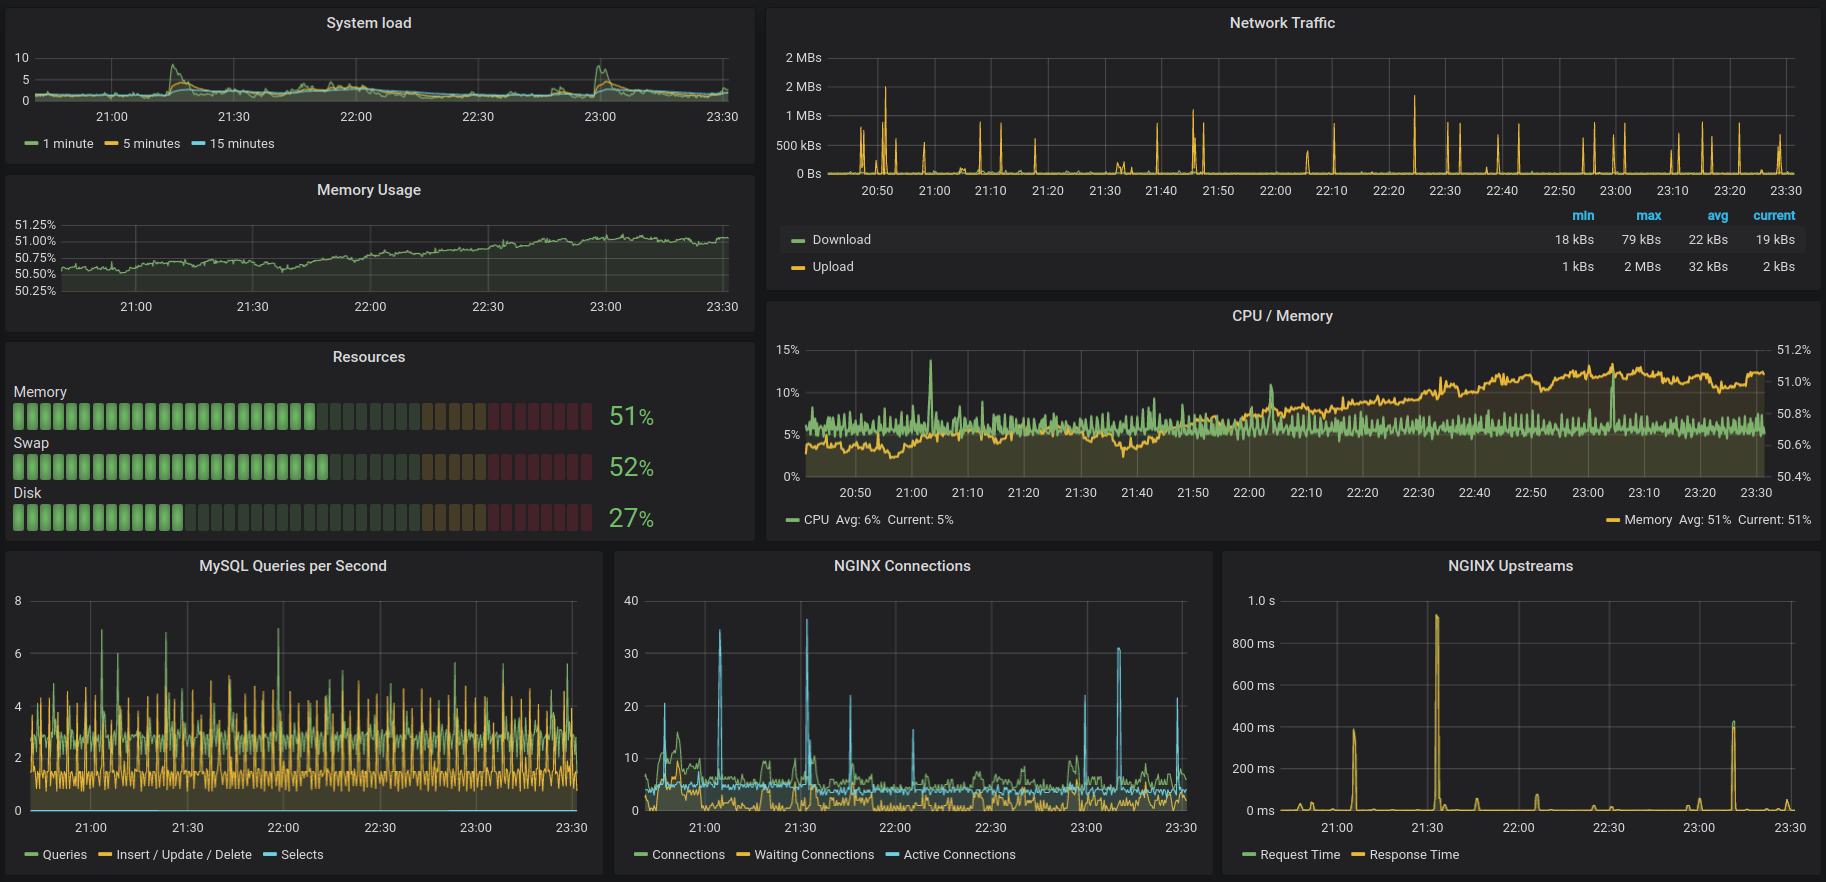 System load
10
5
0
21:00 21:30 22:00 22:30 23:00 23:30
1 minute 5 minutes 15 minutes
Memory Usage
51.25%
51.00%
50.75%
50.50%
50.25%
21:00 21:30 22:00 22:30 23:00 23:30
Resources
Memory
51%
Swap
52%
Disk
27%
Network Traffic
2 MBs
2 MBs
1 MBs
500 kBs
0 Bs
20:50 21:00 21:10 21:20 21:30 21:40 21:50 22:00 22:10 22:20 22:30 22:40 22:50 23:00 23:10 23:20 23:30
min max avg current
Download 18 kBs 79 kBs 22 kBs 19 kBs
Upload 1 kBs 2 MBs 32 kBs 2 kBs
CPU / Memory
15% 51.2%
51.0%
10%
50.8%
5%
50.6%
0% 50.4%
20:50 21:00 21:10 21:20 21:30 21:40 21:50 22:00 22:10 22:20 22:30 22:40 22:50 23:00 23:10 23:20 23:30
CPU Avg: 6% Current: 5% Memory Avg: 51% Current: 51%
MySQL Queries per Second
8
6
4
2
0
21:00 21:30 22:00 22:30 23:00 23:30
Queries Insert / Update / Delete Selects
NGINX Connections
40
30
20
10
0
21:00 21:30 22:00 22:30 23:00 23:30
Connections Waiting Connections Active Connections
NGINX Upstreams
1.0 s
800 ms
600 ms
400 ms
200 ms
0 ms
21:00 21:30 22:00 22:30 23:00 23:30
Request Time Response Time